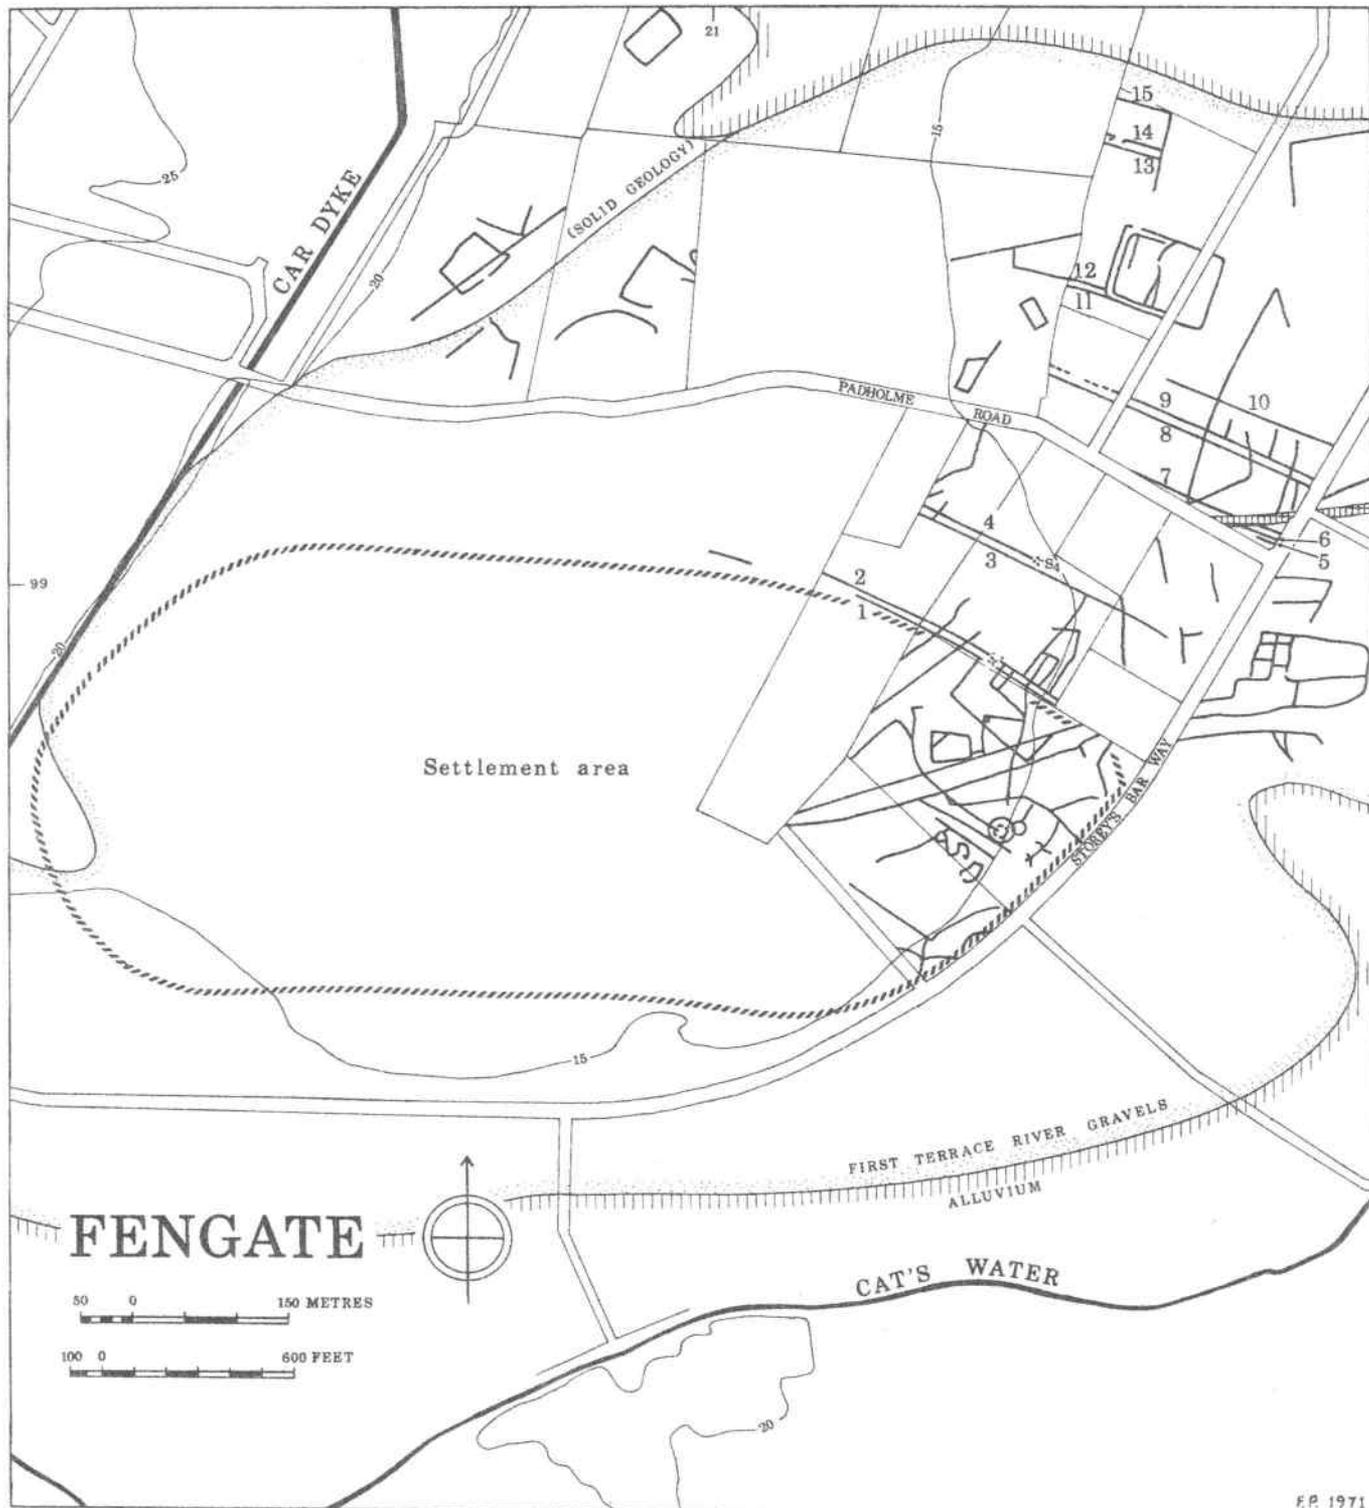 21
15
14
13
15
25
CAR DYKE
(SOLID GEOLOGY)
20
12
11
PADHOLME ROAD
9
10
8
7
4
3
6
5
99
2
1
20
Settlement area
STOREY'S BAR WAY
15
FIRST TERRACE RIVER GRAVELS
ALLUVIUM
FENGATE
CAT'S WATER
50 0 150 METRES
100 0 600 FEET
20
F.P. 1971